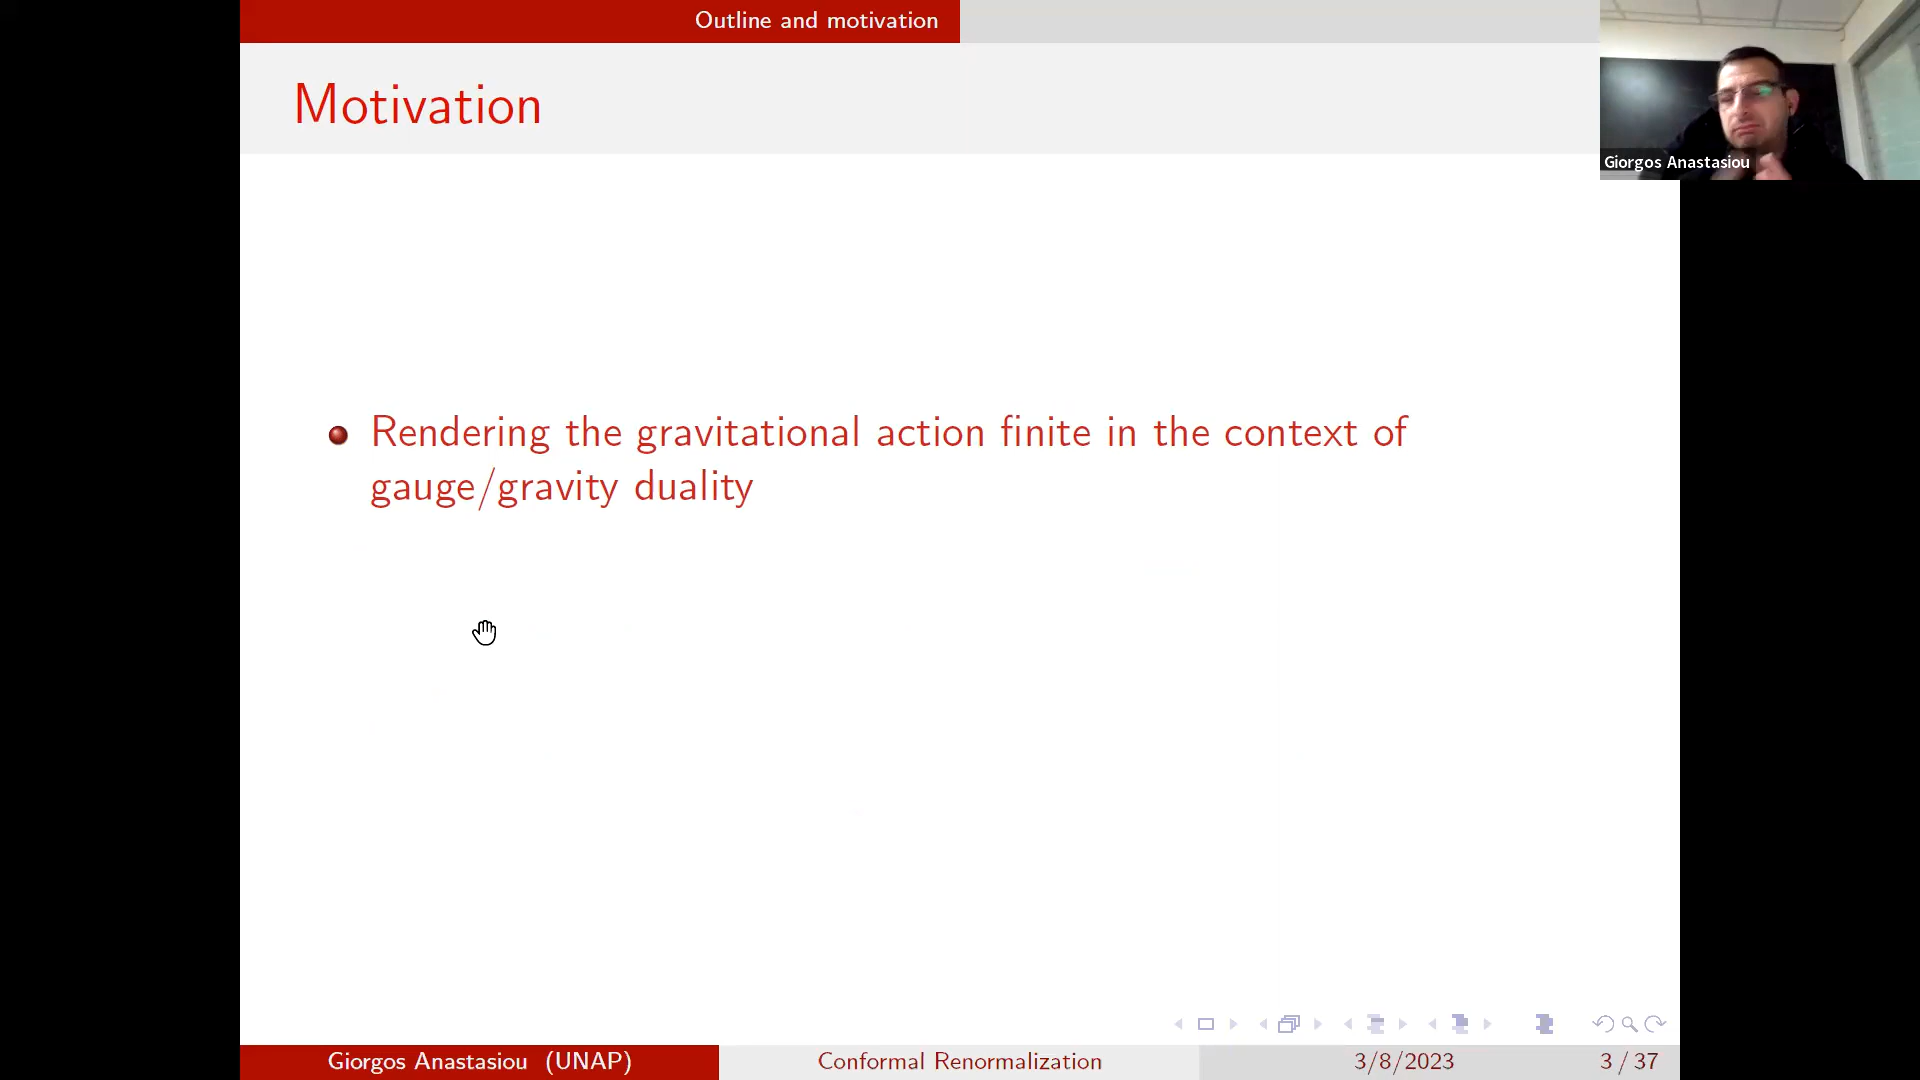 Outline and motivation
Motivation
Giorgos Anastasiou
Rendering the gravitational action finite in the context of
gauge/gravity duality
Giorgos Anastasiou (UNAP)
Conformal Renormalization
3/8/2023
3 / 37